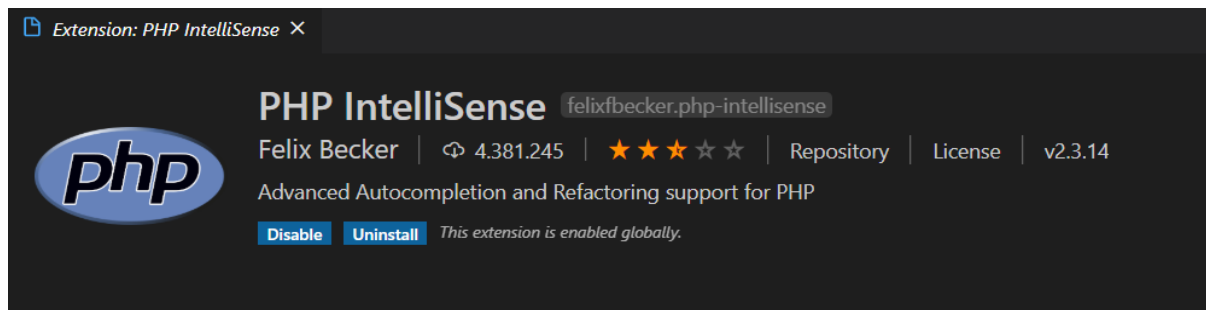 Extension: PHP IntelliSense
PHP IntelliSense felixfbecker.php-intellisense
Felix Becker 4.381.245 Repository License v2.3.14
php
Advanced Autocompletion and Refactoring support for PHP
Disable Uninstall This extension is enabled globally.